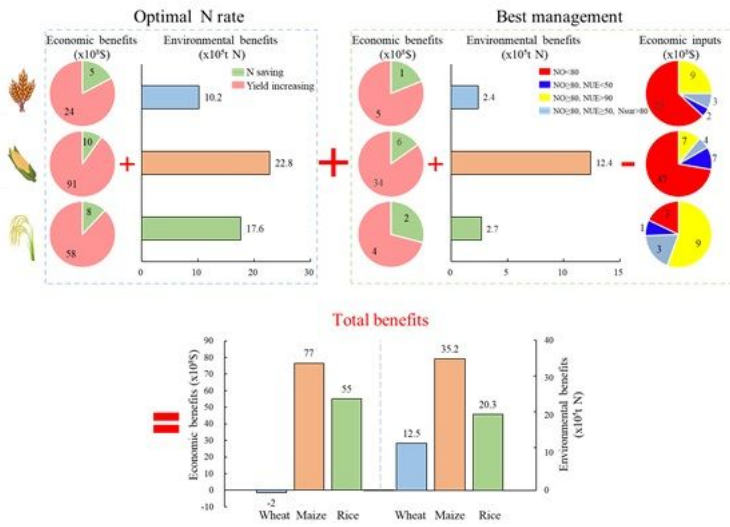 Optimal N rate
Best management
Economic benefits
(x10⁸$)
Environmental benefits
(x10⁴t N)
Economic benefits
(x10⁸$)
Environmental benefits
(x10⁴t N)
Economic inputs
(x10⁸$)
N saving
Yield increasing
NO<80
NO≥80, NUE<50
NO≥80, NUE>90
NO≥80, NUE≥50, Nsur>80
5
24
10.2
1
5
2.4
9
3
2
10
91
22.8
6
34
12.4
7
4
7
47
8
58
17.6
2
4
2.7
1
3
9
0
10
20
30
0
5
10
15
+
+
+
-
=
Total benefits
Economic benefits (x10⁸$)
90
80
70
60
50
40
30
20
10
0
-10
-2
77
55
12.5
35.2
20.3
Wheat
Maize
Rice
Wheat
Maize
Rice
40
30
20
10
0
Environmental benefits
(x10⁴t N)